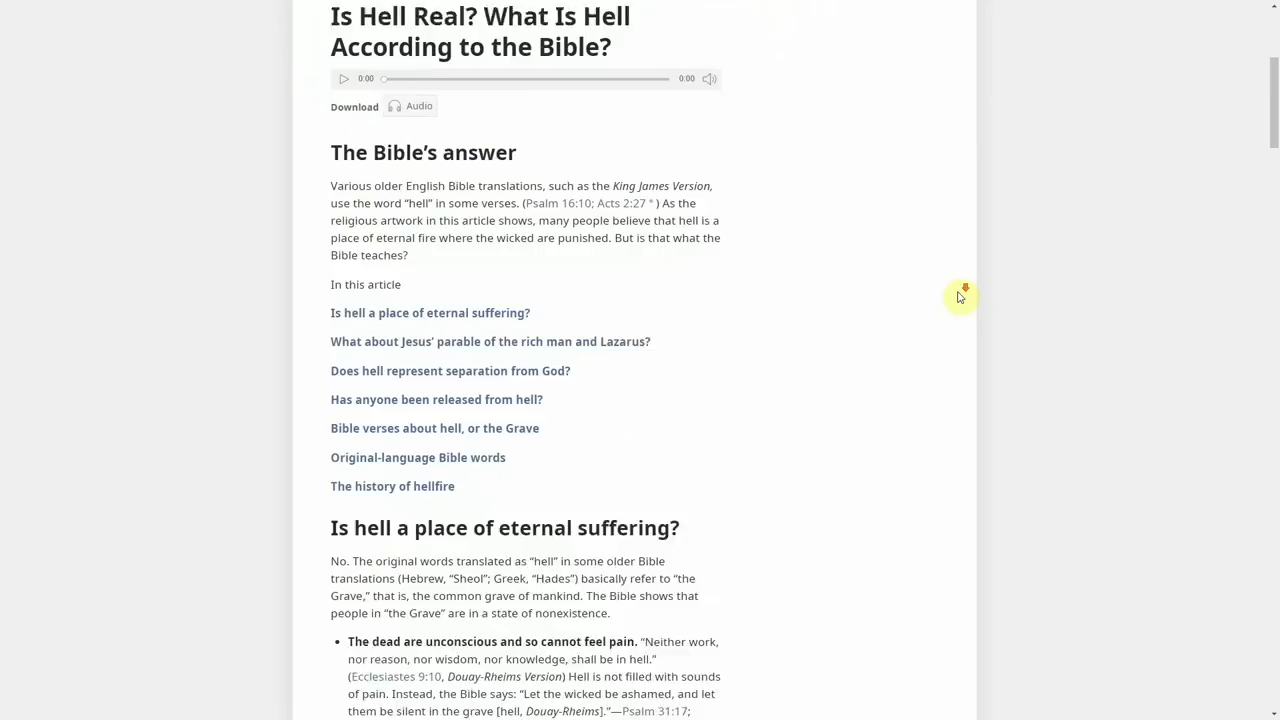 Is Hell Real? What Is Hell
According to the Bible?
0:00
0:00
Download
Audio
The Bible’s answer
Various older English Bible translations, such as the King James Version,
use the word “hell” in some verses. (Psalm 16:10; Acts 2:27 *) As the
religious artwork in this article shows, many people believe that hell is a
place of eternal fire where the wicked are punished. But is that what the
Bible teaches?
In this article
Is hell a place of eternal suffering?
What about Jesus’ parable of the rich man and Lazarus?
Does hell represent separation from God?
Has anyone been released from hell?
Bible verses about hell, or the Grave
Original-language Bible words
The history of hellfire
Is hell a place of eternal suffering?
No. The original words translated as “hell” in some older Bible
translations (Hebrew, “Sheol”; Greek, “Hades”) basically refer to “the
Grave,” that is, the common grave of mankind. The Bible shows that
people in “the Grave” are in a state of nonexistence.
• The dead are unconscious and so cannot feel pain. “Neither work,
nor reason, nor wisdom, nor knowledge, shall be in hell.”
(Ecclesiastes 9:10, Douay-Rheims Version) Hell is not filled with sounds
of pain. Instead, the Bible says: “Let the wicked be ashamed, and let
them be silent in the grave [hell, Douay-Rheims].”—Psalm 31:17;